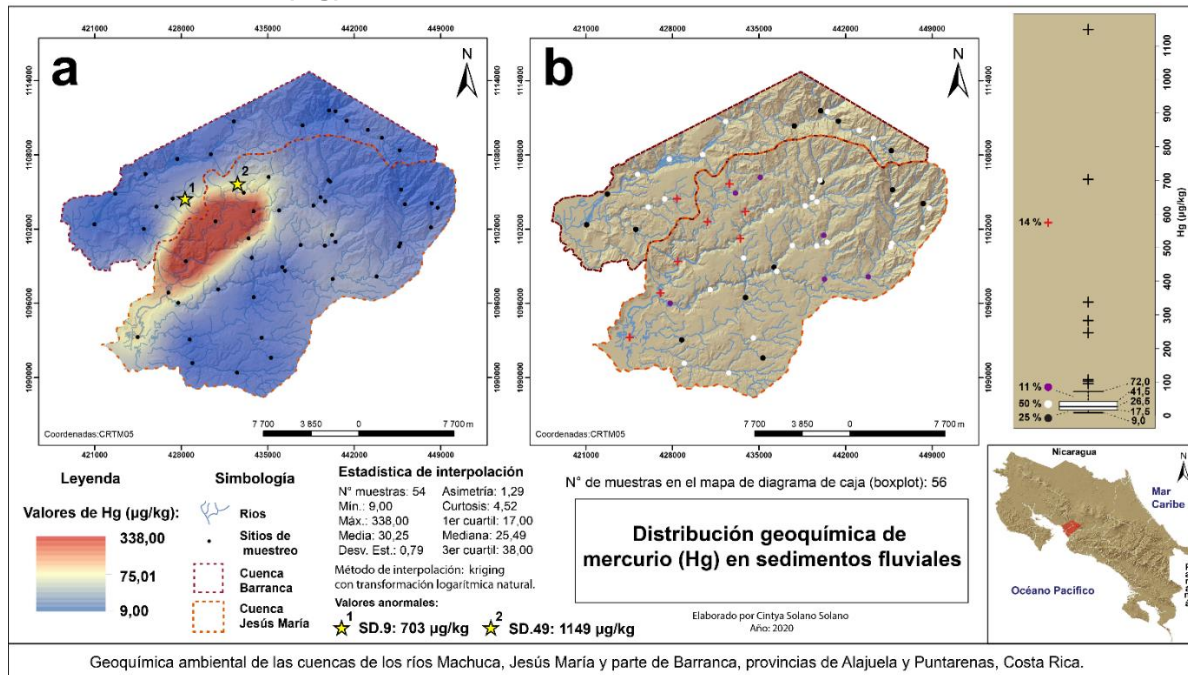 a
421000 428000 435000 442000 449000
N
1114000
1108000
1102000
1096000
1090000
1
2
Coordenadas:CRTM05
7 700 3 850 0 7 700 m
b
421000 428000 435000 442000 449000
N
1114000
1108000
1102000
1096000
1090000
Coordenadas:CRTM05
7 700 3 850 0 7 700 m
421000 428000 435000 442000 449000
Hg (µg/kg)
1100
1000
900
800
700
600
500
400
300
200
100
0
14 %
11 %
50 %
25 %
72,0
41,5
26,5
17,5
9,0
Leyenda
Valores de Hg (µg/kg):
338,00
75,01
9,00
Simbología
Rios
Sitios de
muestreo
Cuenca
Barranca
Cuenca
Jesús María
Estadística de interpolación
N° muestras: 54 Asimetría: 1,29
Mín.: 9,00 Curtosis: 4,52
Máx.: 338,00 1er cuartil: 17,00
Media: 30,25 Mediana: 25,49
Desv. Est.: 0,79 3er cuartil: 38,00
Método de interpolación: kriging
con transformación logarítmica natural.
Valores anormales:
1 SD.9: 703 µg/kg 2 SD.49: 1149 µg/kg
N° de muestras en el mapa de diagrama de caja (boxplot): 56
Distribución geoquímica de
mercurio (Hg) en sedimentos fluviales
Elaborado por Cintya Solano Solano
Año: 2020
Nicaragua
N
Mar
Caribe
Océano Pacífico
Panamá
Geoquímica ambiental de las cuencas de los ríos Machuca, Jesús María y parte de Barranca, provincias de Alajuela y Puntarenas, Costa Rica.